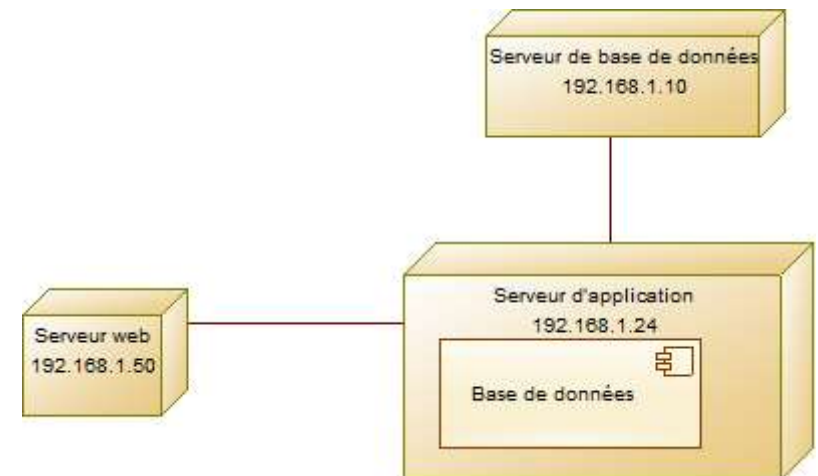 Serveur de base de données
192.168.1.10
Serveur d'application
192.168.1.24
Base de données
Serveur web
192.168.1.50